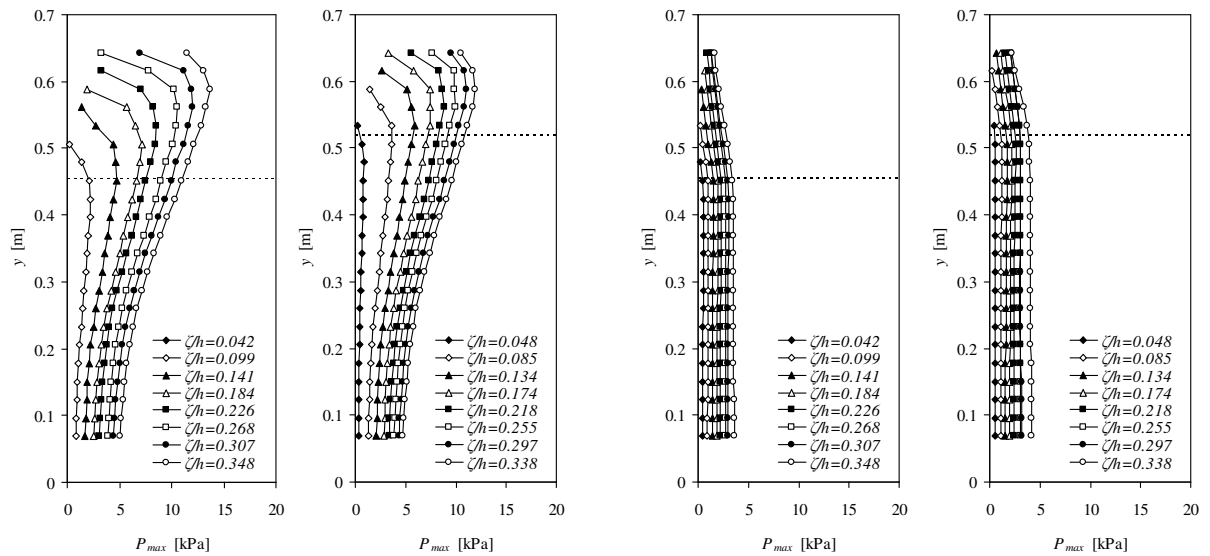 0.7
0.6
0.5
0.4
0.3
0.2
0.1
0
y [m]
ζ/h=0.042
ζ/h=0.099
ζ/h=0.141
ζ/h=0.184
ζ/h=0.226
ζ/h=0.268
ζ/h=0.307
ζ/h=0.348
0 5 10 15 20
Pmax [kPa]
0.7
0.6
0.5
0.4
0.3
0.2
0.1
0
y [m]
ζ/h=0.048
ζ/h=0.085
ζ/h=0.134
ζ/h=0.174
ζ/h=0.218
ζ/h=0.255
ζ/h=0.297
ζ/h=0.338
0 5 10 15 20
Pmax [kPa]
0.7
0.6
0.5
0.4
0.3
0.2
0.1
0
y [m]
ζ/h=0.042
ζ/h=0.099
ζ/h=0.141
ζ/h=0.184
ζ/h=0.226
ζ/h=0.268
ζ/h=0.307
ζ/h=0.348
0 5 10 15 20
Pmax [kPa]
0.7
0.6
0.5
0.4
0.3
0.2
0.1
0
y [m]
ζ/h=0.048
ζ/h=0.085
ζ/h=0.134
ζ/h=0.174
ζ/h=0.218
ζ/h=0.255
ζ/h=0.297
ζ/h=0.338
0 5 10 15 20
Pmax [kPa]